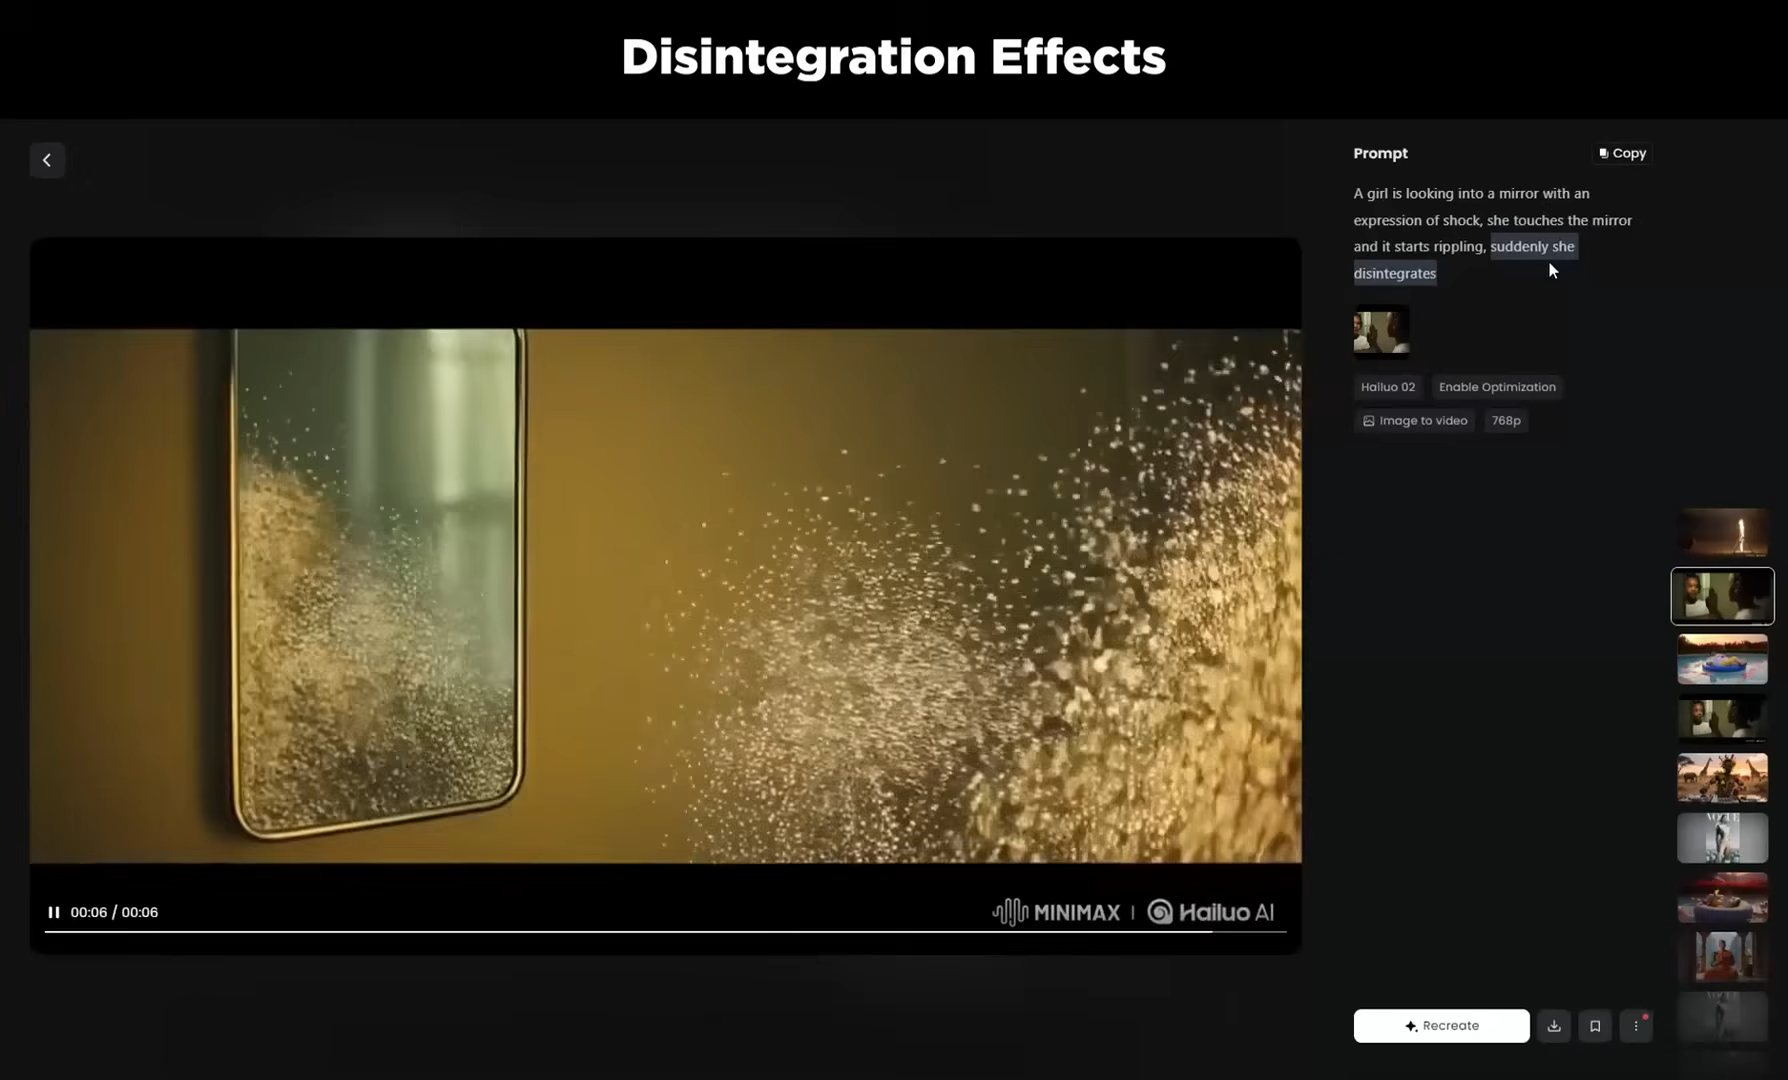 Disintegration Effects
Prompt
Copy
A girl is looking into a mirror with an
expression of shock, she touches the mirror
and it starts rippling, suddenly she
disintegrates
Hailuo 02
Enable Optimization
Image to video
768p
VOGUE
00:06 / 00:06
MINIMAX | Hailuo AI
Recreate